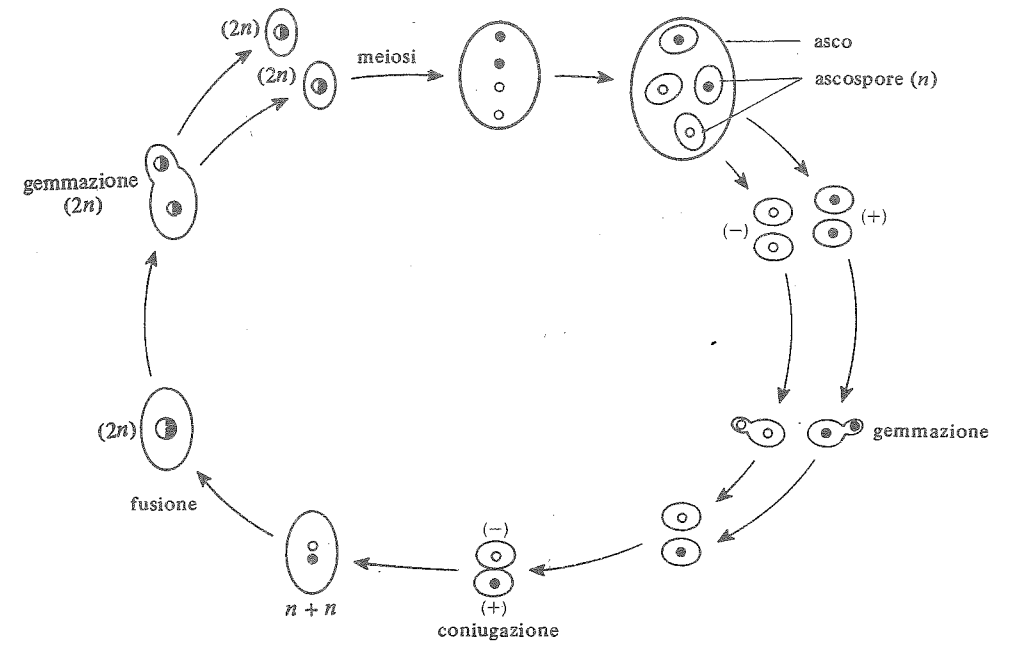 (2n)
(2n)
meiosi
asco
ascospore (n)
gemmazione
(2n)
(−)
(+)
(2n)
gemmazione
fusione
(−)
n + n
(+)
coniugazione